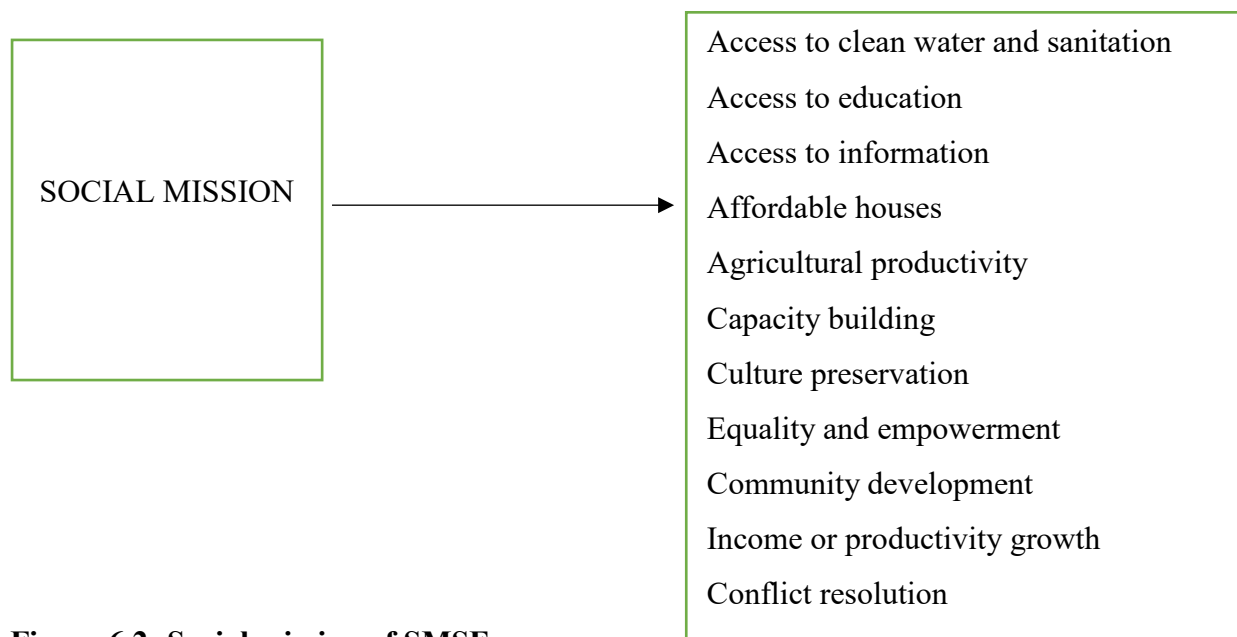 SOCIAL MISSION
Access to clean water and sanitation
Access to education
Access to information
Affordable houses
Agricultural productivity
Capacity building
Culture preservation
Equality and empowerment
Community development
Income or productivity growth
Conflict resolution
Figure 6.2: Social mission of SMSE